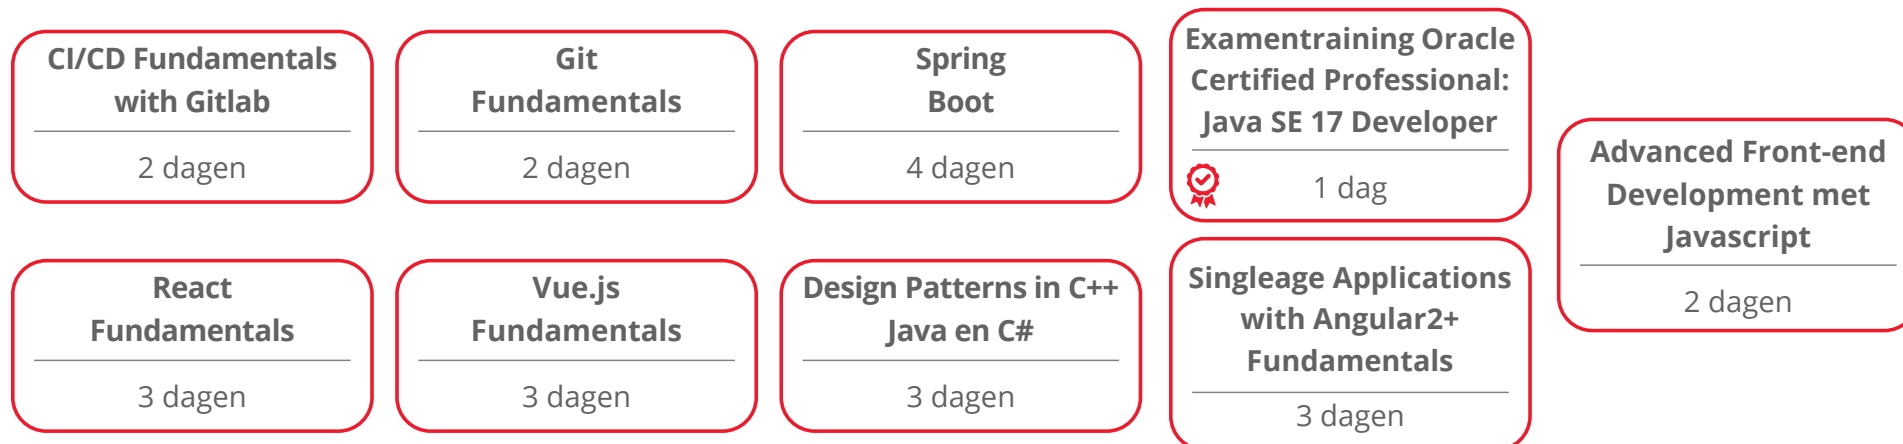 CI/CD Fundamentals
with Gitlab
2 dagen
Git
Fundamentals
2 dagen
Spring
Boot
4 dagen
Examentraining Oracle
Certified Professional:
Java SE 17 Developer
1 dag
Advanced Front-end
Development met
Javascript
2 dagen
React
Fundamentals
3 dagen
Vue.js
Fundamentals
3 dagen
Design Patterns in C++
Java en C#
3 dagen
Singleage Applications
with Angular2+
Fundamentals
3 dagen